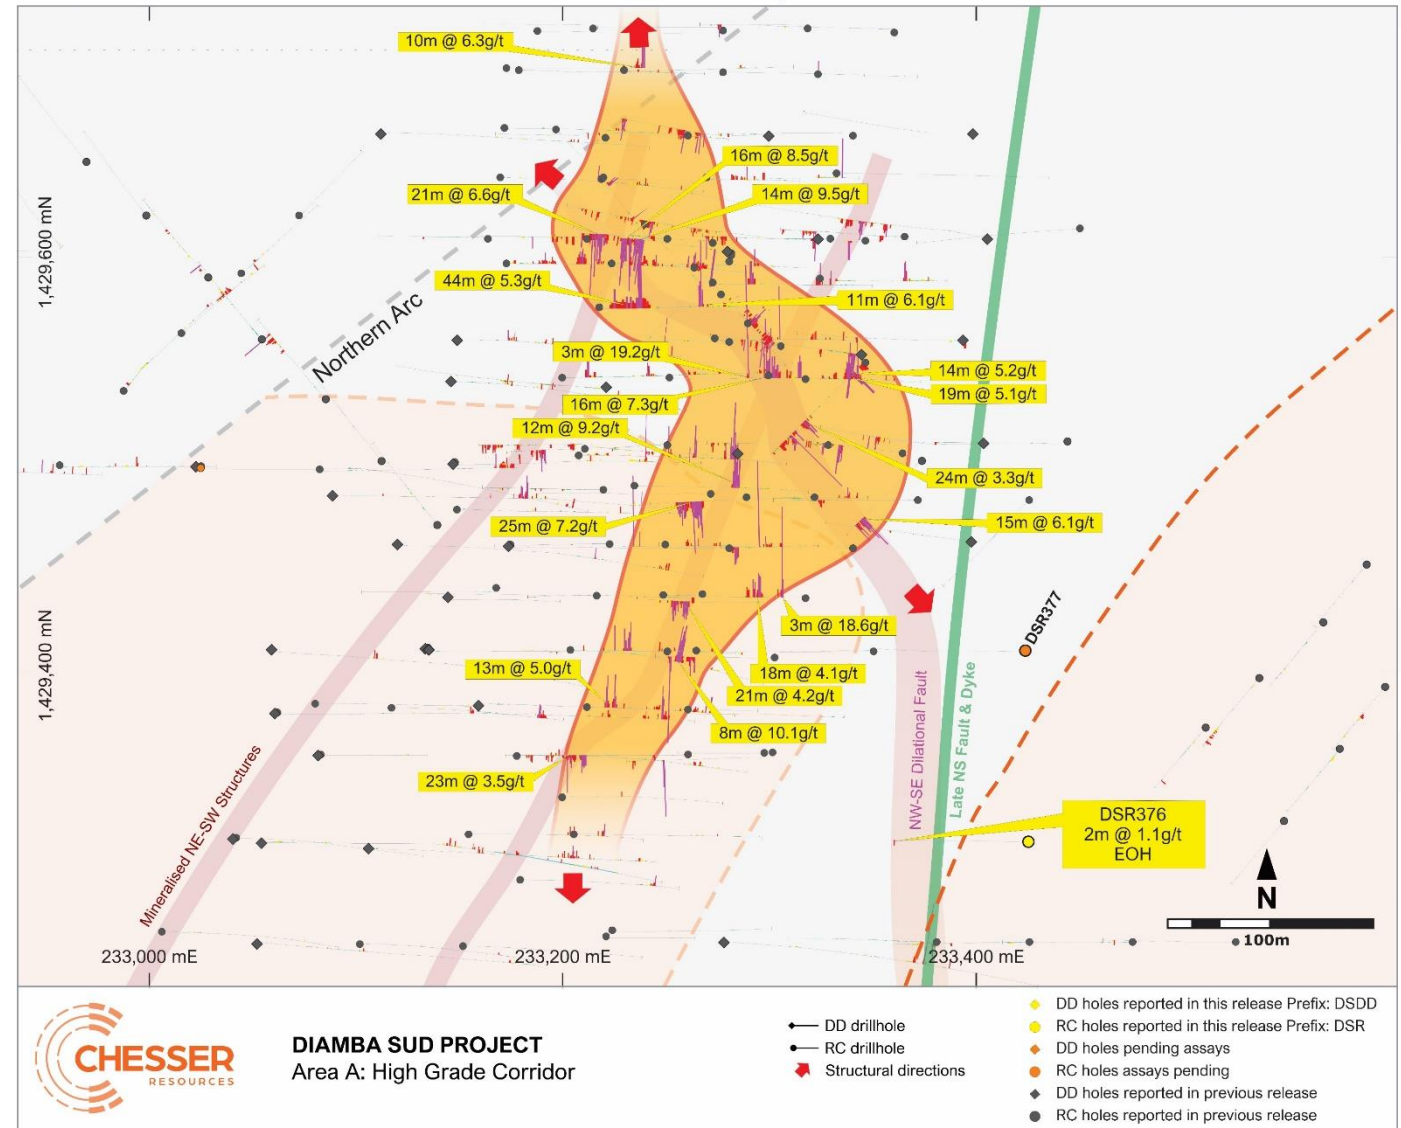 10m @ 6.3g/t
16m @ 8.5g/t
21m @ 6.6g/t
14m @ 9.5g/t
1,429,600 mN
44m @ 5.3g/t
11m @ 6.1g/t
Northern Arc
3m @ 19.2g/t
14m @ 5.2g/t
19m @ 5.1g/t
16m @ 7.3g/t
12m @ 9.2g/t
24m @ 3.3g/t
25m @ 7.2g/t
15m @ 6.1g/t
DSR377
3m @ 18.6g/t
1,429,400 mN
13m @ 5.0g/t
18m @ 4.1g/t
21m @ 4.2g/t
8m @ 10.1g/t
23m @ 3.5g/t
NW-SE Dilational Fault
Late NS Fault & Dyke
Mineralised NE-SW Structures
DSR376
2m @ 1.1g/t
EOH
N
100m
233,000 mE
233,200 mE
233,400 mE
CHESSER
RESOURCES
DIAMBA SUD PROJECT
Area A: High Grade Corridor
DD drillhole
RC drillhole
Structural directions
DD holes reported in this release Prefix: DSDD
RC holes reported in this release Prefix: DSR
DD holes pending assays
RC holes assays pending
DD holes reported in previous release
RC holes reported in previous release